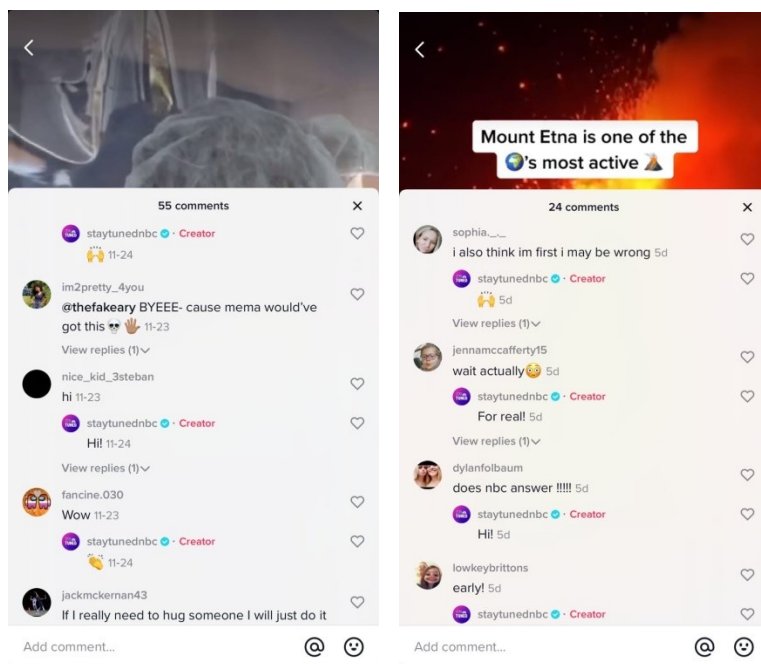 55 comments
staytunednbc · Creator
🙌 11-24
im2pretty_4you
@thefakeary BYEEE- cause mema would've
got this 💀🖐🏽 11-23
View replies (1)
nice_kid_3steban
hi 11-23
staytunednbc · Creator
Hi! 11-24
View replies (1)
fancine.030
Wow 11-23
staytunednbc · Creator
👏 11-24
jackmckernan43
If I really need to hug someone I will just do it
Add comment...
Mount Etna is one of the
🌍's most active 🌋
24 comments
sophia._._
i also think im first i may be wrong 5d
staytunednbc · Creator
🙌 5d
View replies (1)
jennamccafferty15
wait actually😳 5d
staytunednbc · Creator
For real! 5d
View replies (1)
dylanfolbaum
does nbc answer !!!!! 5d
staytunednbc · Creator
Hi! 5d
lowkeybrittons
early! 5d
staytunednbc · Creator
Add comment...